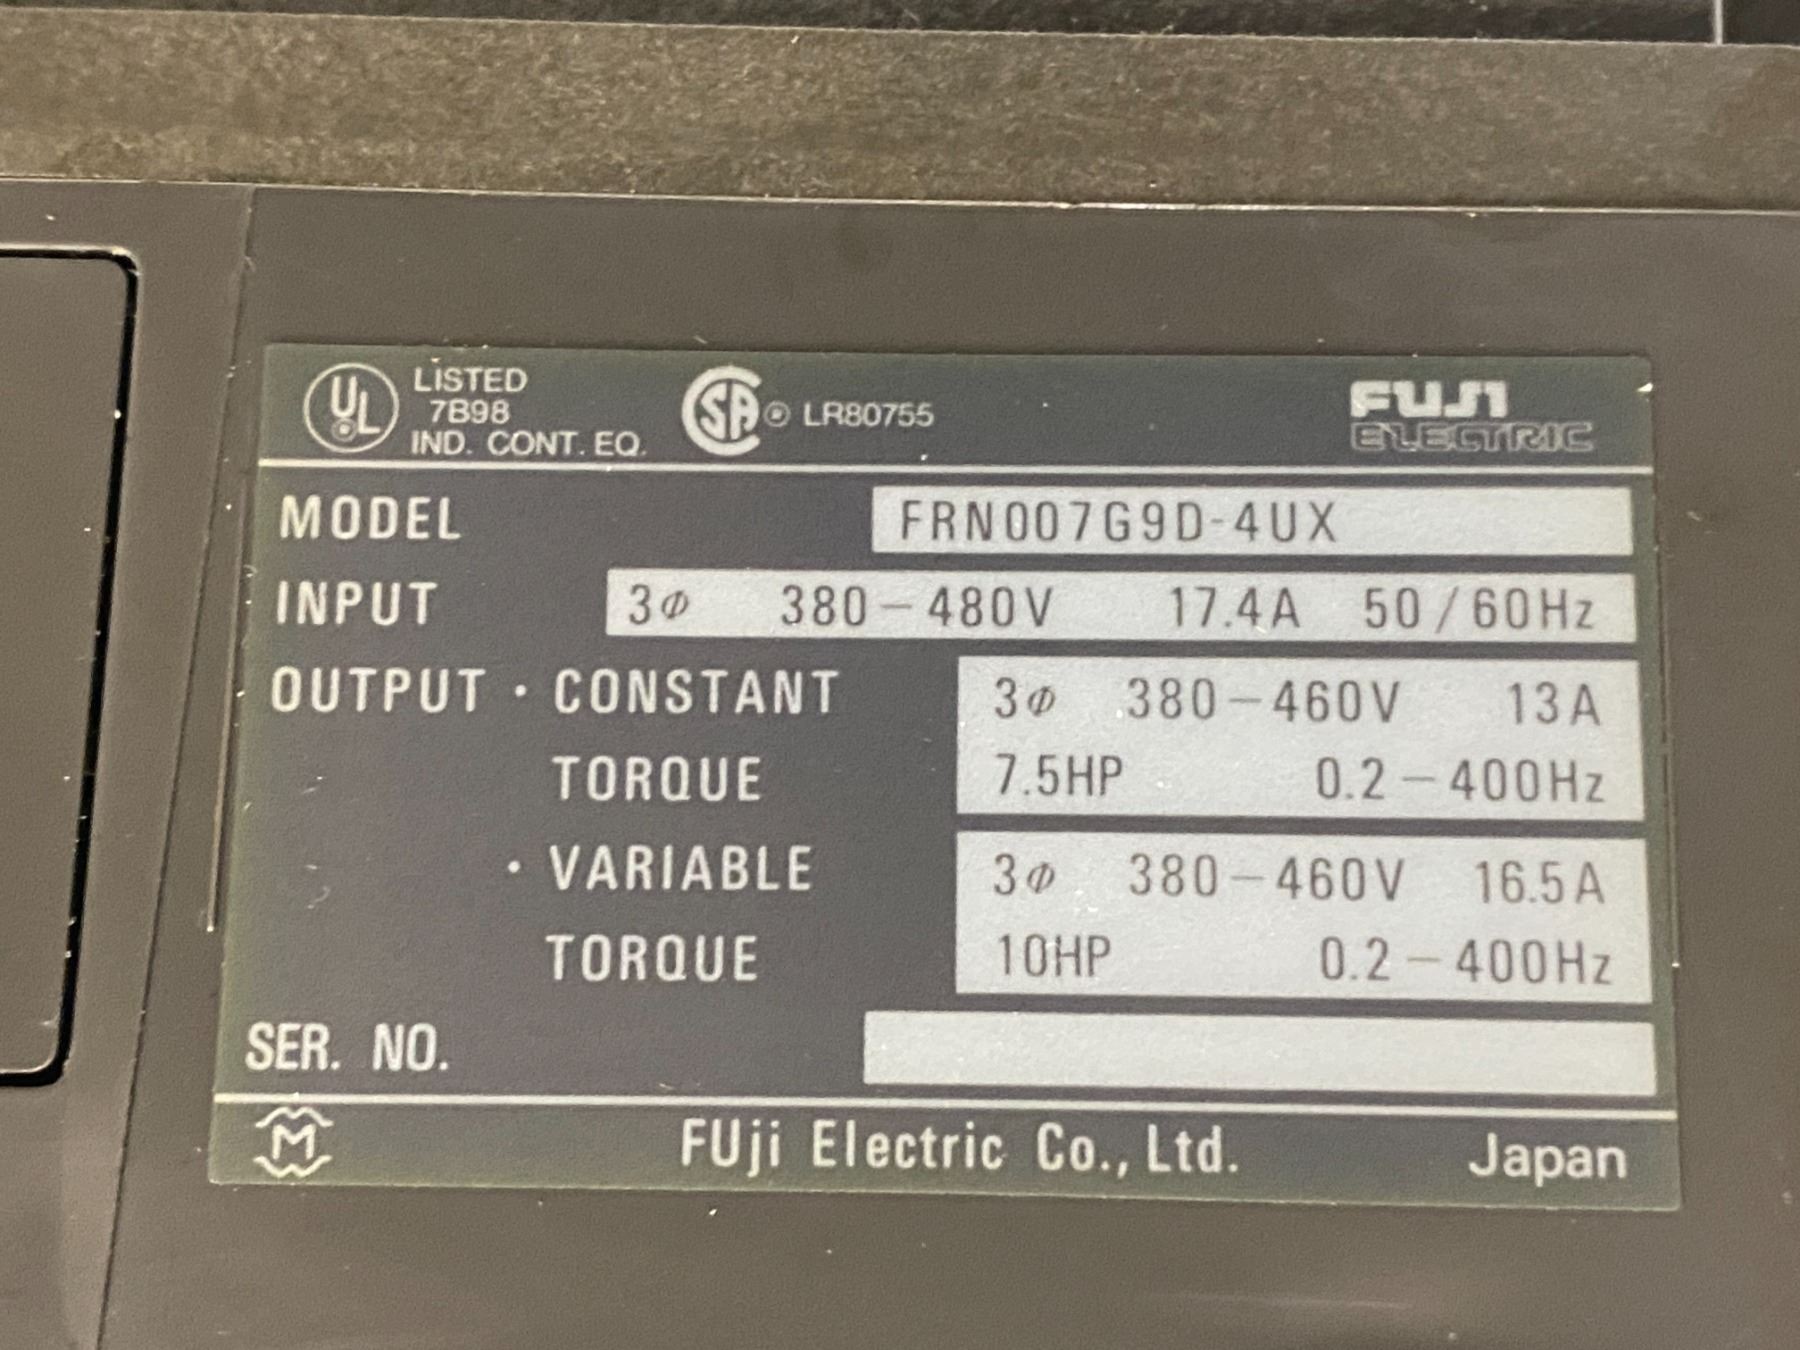 UL LISTED
7B98
IND. CONT. EQ.
SA ® LR80755
FUJI
ELECTRIC
MODEL FRN007G9D-4UX
INPUT 3Φ 380-480V 17.4A 50/60Hz
OUTPUT · CONSTANT 3Φ 380-460V 13A
TORQUE 7.5HP 0.2-400Hz
· VARIABLE 3Φ 380-460V 16.5A
TORQUE 10HP 0.2-400Hz
SER. NO.
M FUji Electric Co., Ltd. Japan